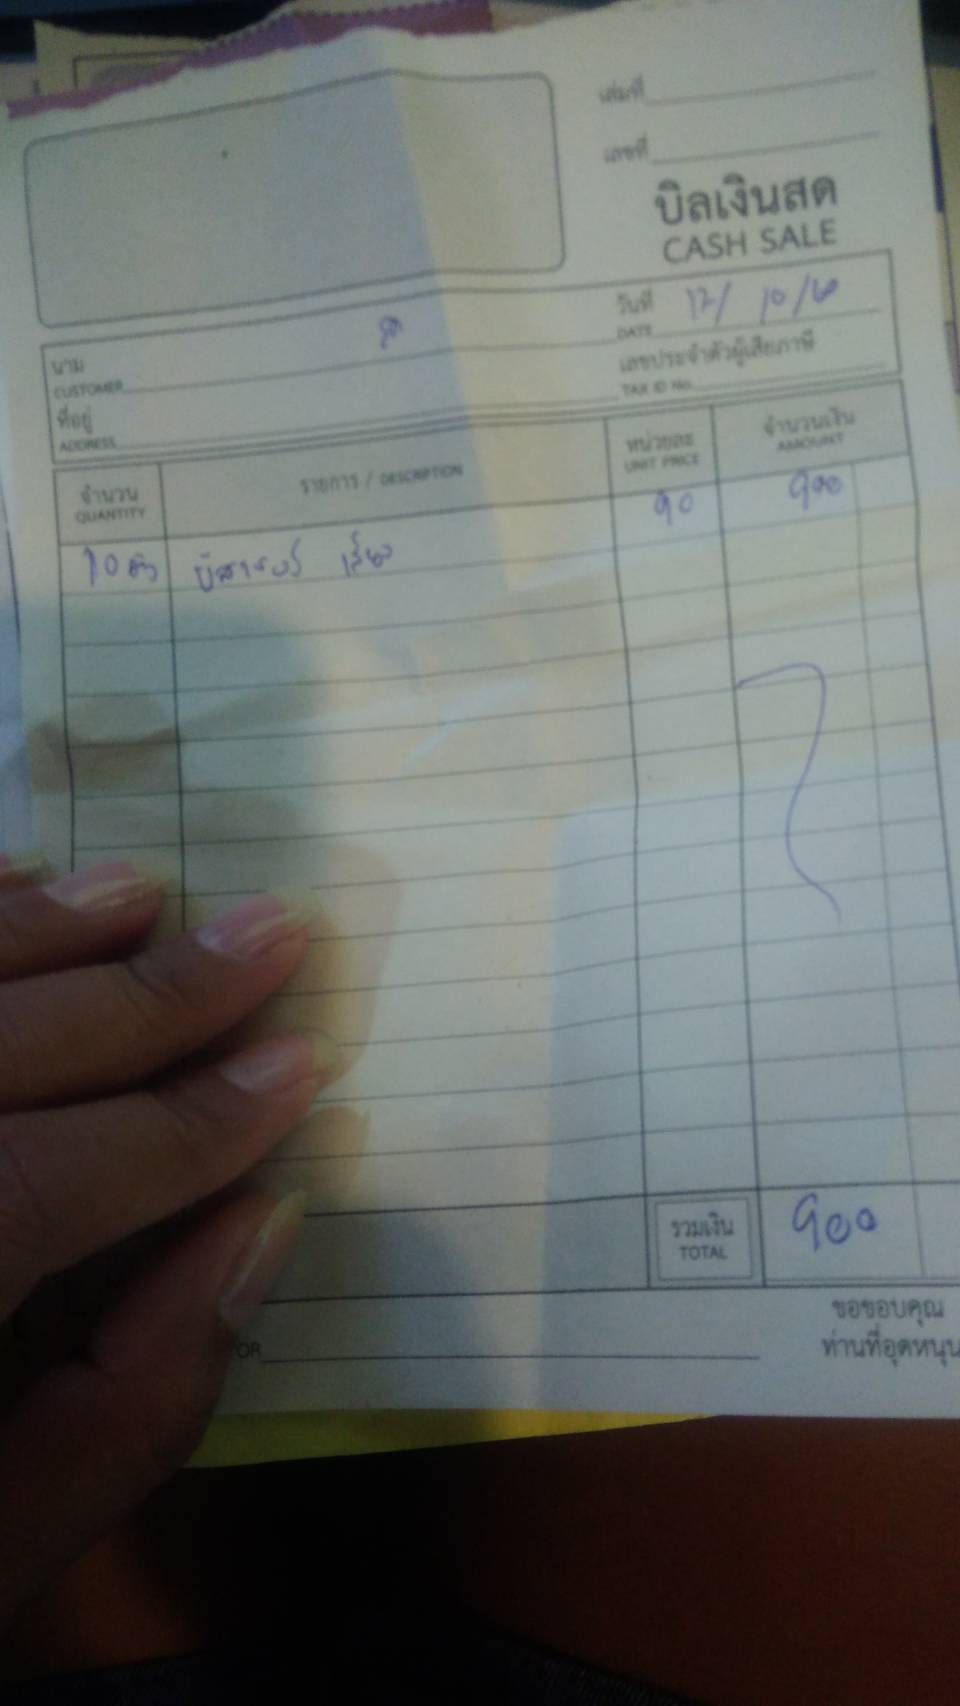 เล่มที่
เลขที่
บิลเงินสด
CASH SALE
วันที่ 12/ 10/60
DATE
นาม
CUSTOMER
เลขประจำตัวผู้เสียภาษี
TAX ID No.
ที่อยู่
ADDRESS
จำนวน รายการ / DESCRIPTION หน่วยละ จำนวนเงิน
QUANTITY UNIT PRICE AMOUNT
10 ตัว 90 900
รวมเงิน 900
TOTAL
ขอขอบคุณ
OR ท่านที่อุดหนุน